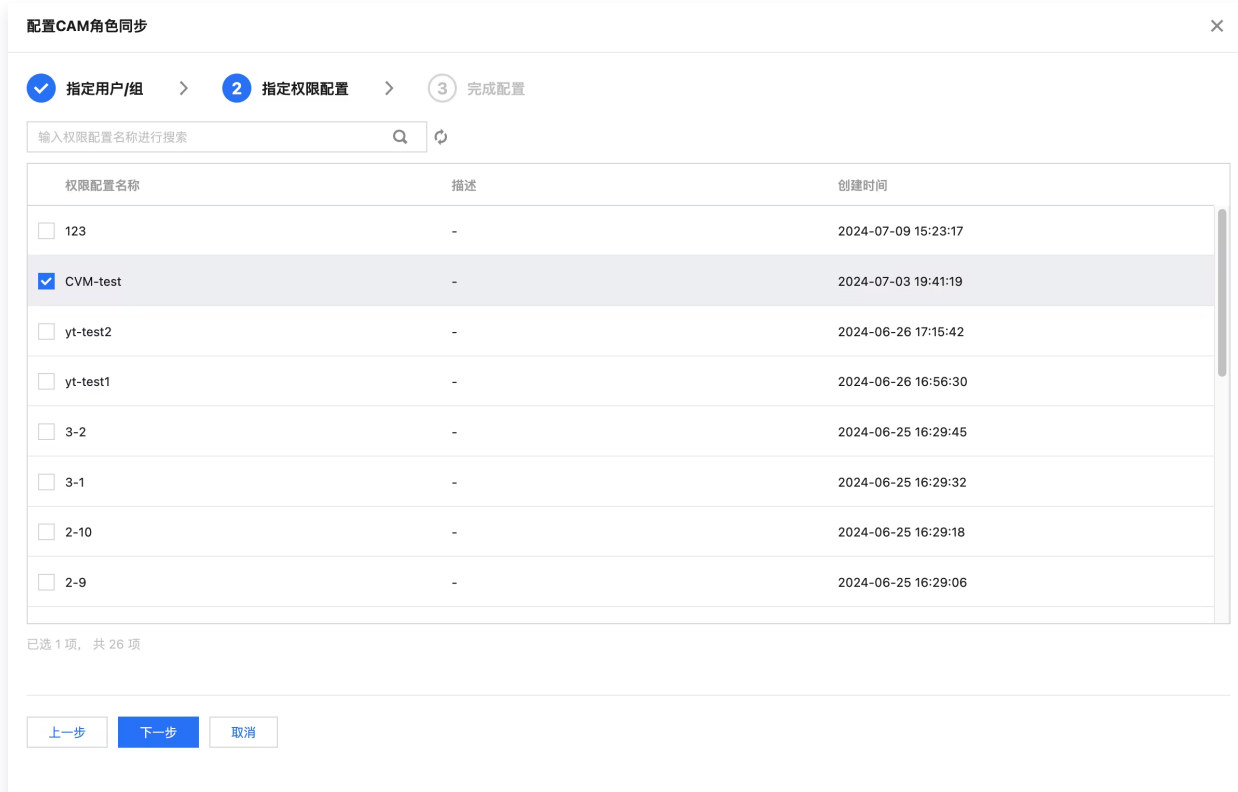 配置CAM角色同步
指定用户/组 2 指定权限配置 3 完成配置
输入权限配置名称进行搜索
权限配置名称 描述 创建时间
123 - 2024-07-09 15:23:17
CVM-test - 2024-07-03 19:41:19
yt-test2 - 2024-06-26 17:15:42
yt-test1 - 2024-06-26 16:56:30
3-2 - 2024-06-25 16:29:45
3-1 - 2024-06-25 16:29:32
2-10 - 2024-06-25 16:29:18
2-9 - 2024-06-25 16:29:06
已选 1 项, 共 26 项
上一步 下一步 取消